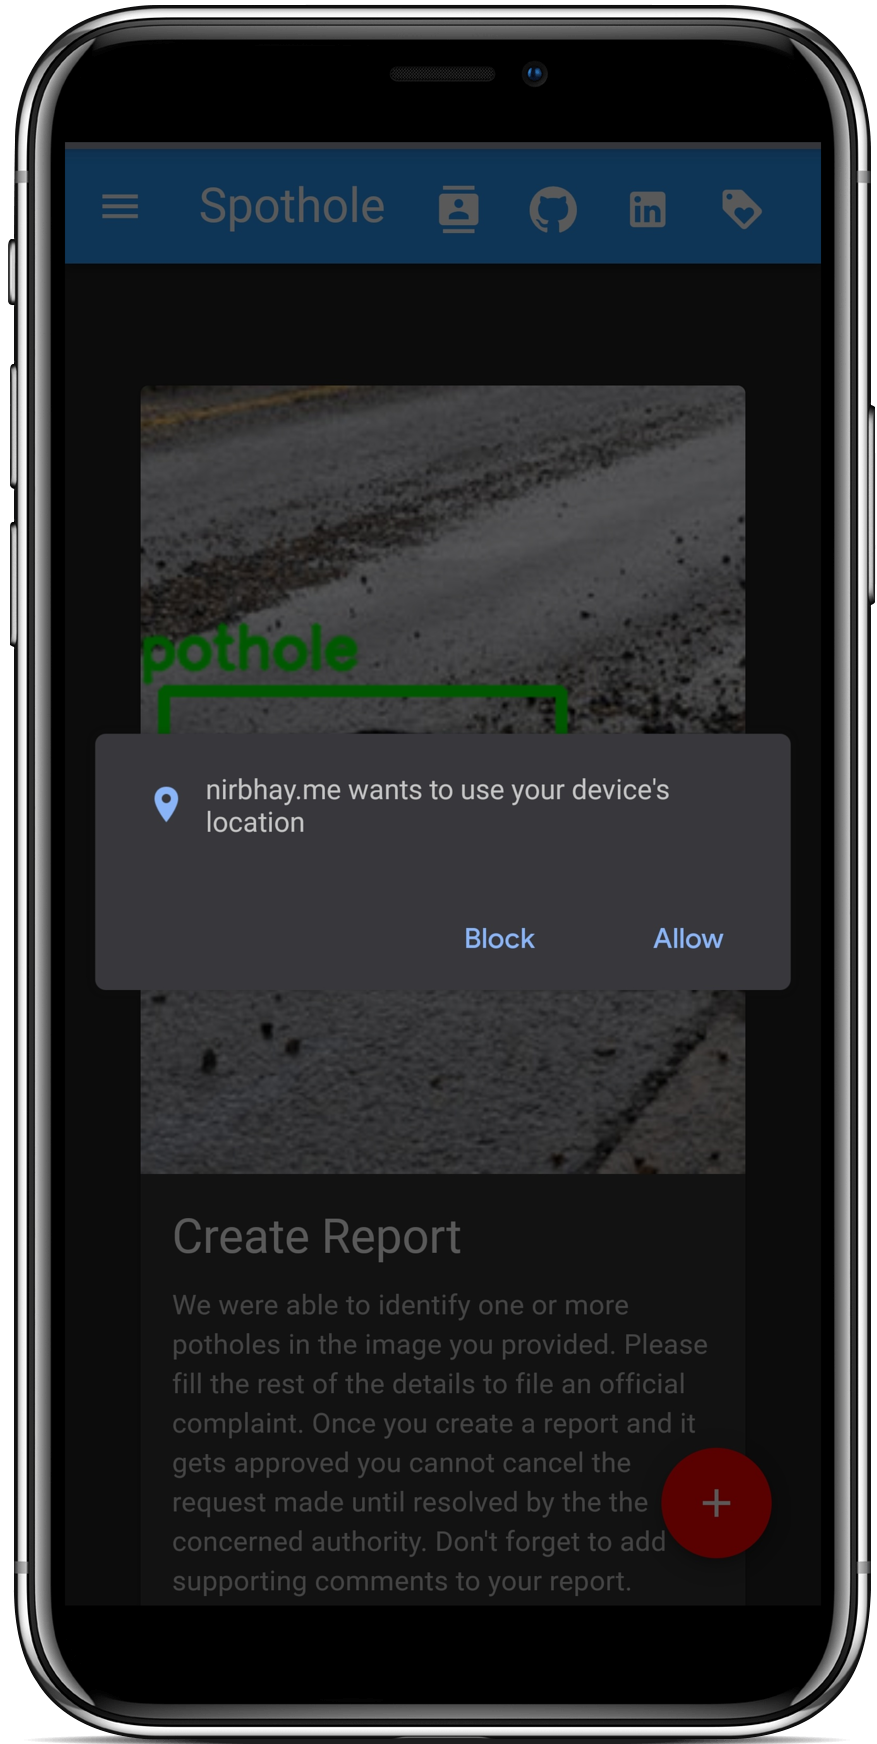 Spothole
pothole
nirbhay.me wants to use your device's
location
Block
Allow
Create Report
We were able to identify one or more
potholes in the image you provided. Please
fill the rest of the details to file an official
complaint. Once you create a report and it
gets approved you cannot cancel the
request made until resolved by the the
concerned authority. Don't forget to add
supporting comments to your report.